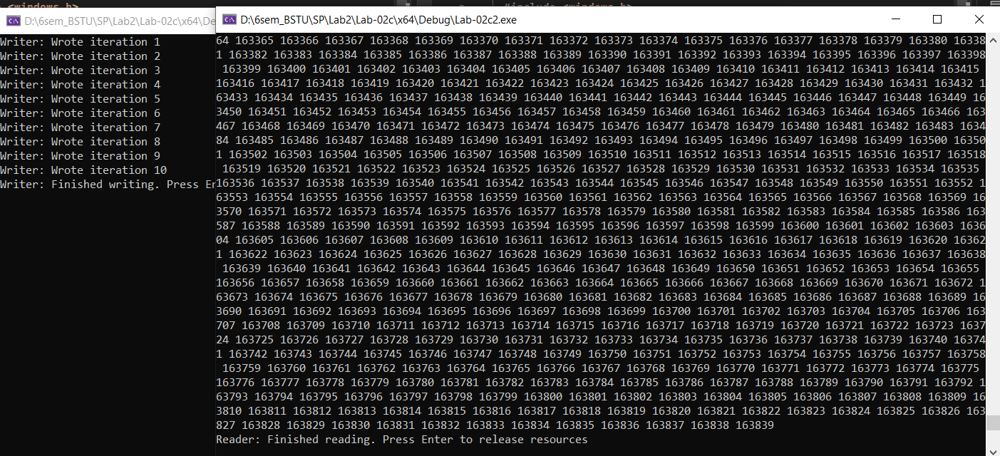 <windows.h>
#include <windows.h>
D:\6sem_BSTU\SP\Lab2\Lab-02c\x64\De
Writer: Wrote iteration 1
Writer: Wrote iteration 2
Writer: Wrote iteration 3
Writer: Wrote iteration 4
Writer: Wrote iteration 5
Writer: Wrote iteration 6
Writer: Wrote iteration 7
Writer: Wrote iteration 8
Writer: Wrote iteration 9
Writer: Wrote iteration 10
Writer: Finished writing. Press En
D:\6sem_BSTU\SP\Lab2\Lab-02c\x64\Debug\Lab-02c2.exe
64 163365 163366 163367 163368 163369 163370 163371 163372 163373 163374 163375 163376 163377 163378 163379 163380 16338
1 163382 163383 163384 163385 163386 163387 163388 163389 163390 163391 163392 163393 163394 163395 163396 163397 163398
163399 163400 163401 163402 163403 163404 163405 163406 163407 163408 163409 163410 163411 163412 163413 163414 163415
163416 163417 163418 163419 163420 163421 163422 163423 163424 163425 163426 163427 163428 163429 163430 163431 163432 1
63433 163434 163435 163436 163437 163438 163439 163440 163441 163442 163443 163444 163445 163446 163447 163448 163449 16
3450 163451 163452 163453 163454 163455 163456 163457 163458 163459 163460 163461 163462 163463 163464 163465 163466 163
467 163468 163469 163470 163471 163472 163473 163474 163475 163476 163477 163478 163479 163480 163481 163482 163483 1634
84 163485 163486 163487 163488 163489 163490 163491 163492 163493 163494 163495 163496 163497 163498 163499 163500 16350
1 163502 163503 163504 163505 163506 163507 163508 163509 163510 163511 163512 163513 163514 163515 163516 163517 163518
163519 163520 163521 163522 163523 163524 163525 163526 163527 163528 163529 163530 163531 163532 163533 163534 163535
163536 163537 163538 163539 163540 163541 163542 163543 163544 163545 163546 163547 163548 163549 163550 163551 163552 1
63553 163554 163555 163556 163557 163558 163559 163560 163561 163562 163563 163564 163565 163566 163567 163568 163569 16
3570 163571 163572 163573 163574 163575 163576 163577 163578 163579 163580 163581 163582 163583 163584 163585 163586 163
587 163588 163589 163590 163591 163592 163593 163594 163595 163596 163597 163598 163599 163600 163601 163602 163603 1636
04 163605 163606 163607 163608 163609 163610 163611 163612 163613 163614 163615 163616 163617 163618 163619 163620 16362
1 163622 163623 163624 163625 163626 163627 163628 163629 163630 163631 163632 163633 163634 163635 163636 163637 163638
163639 163640 163641 163642 163643 163644 163645 163646 163647 163648 163649 163650 163651 163652 163653 163654 163655
163656 163657 163658 163659 163660 163661 163662 163663 163664 163665 163666 163667 163668 163669 163670 163671 163672 1
63673 163674 163675 163676 163677 163678 163679 163680 163681 163682 163683 163684 163685 163686 163687 163688 163689 16
3690 163691 163692 163693 163694 163695 163696 163697 163698 163699 163700 163701 163702 163703 163704 163705 163706 163
707 163708 163709 163710 163711 163712 163713 163714 163715 163716 163717 163718 163719 163720 163721 163722 163723 1637
24 163725 163726 163727 163728 163729 163730 163731 163732 163733 163734 163735 163736 163737 163738 163739 163740 16374
1 163742 163743 163744 163745 163746 163747 163748 163749 163750 163751 163752 163753 163754 163755 163756 163757 163758
163759 163760 163761 163762 163763 163764 163765 163766 163767 163768 163769 163770 163771 163772 163773 163774 163775
163776 163777 163778 163779 163780 163781 163782 163783 163784 163785 163786 163787 163788 163789 163790 163791 163792 1
63793 163794 163795 163796 163797 163798 163799 163800 163801 163802 163803 163804 163805 163806 163807 163808 163809 16
3810 163811 163812 163813 163814 163815 163816 163817 163818 163819 163820 163821 163822 163823 163824 163825 163826 163
827 163828 163829 163830 163831 163832 163833 163834 163835 163836 163837 163838 163839
Reader: Finished reading. Press Enter to release resources